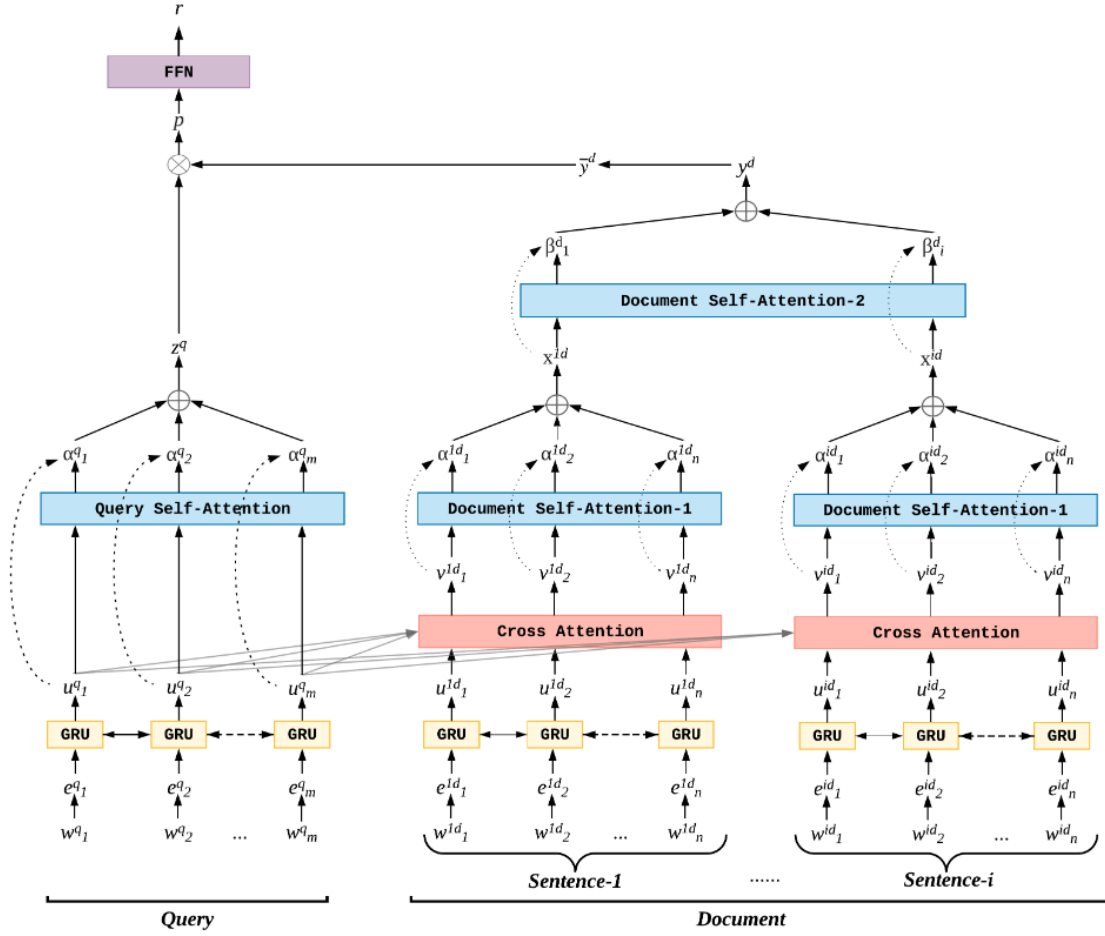 r
FFN
p
⊗ ȳᵈ yᵈ
⊕
βᵈ₁ βᵈᵢ
Document Self-Attention-2
z^q x^1d x^id
⊕ ⊕ ⊕
α^q_1 α^q_2 α^q_m α^1d_1 α^1d_2 α^1d_n α^id_1 α^id_2 α^id_n
Query Self-Attention Document Self-Attention-1 Document Self-Attention-1
v^1d_1 v^1d_2 v^1d_n v^id_1 v^id_2 v^id_n
Cross Attention Cross Attention
u^q_1 u^q_2 u^q_m u^1d_1 u^1d_2 u^1d_n u^id_1 u^id_2 u^id_n
GRU GRU GRU GRU GRU GRU GRU GRU GRU
e^q_1 e^q_2 e^q_m e^1d_1 e^1d_2 e^1d_n e^id_1 e^id_2 e^id_n
w^q_1 w^q_2 ... w^q_m w^1d_1 w^1d_2 ... w^1d_n w^id_1 w^id_2 ... w^id_n
Sentence-1 ...... Sentence-i
Query Document